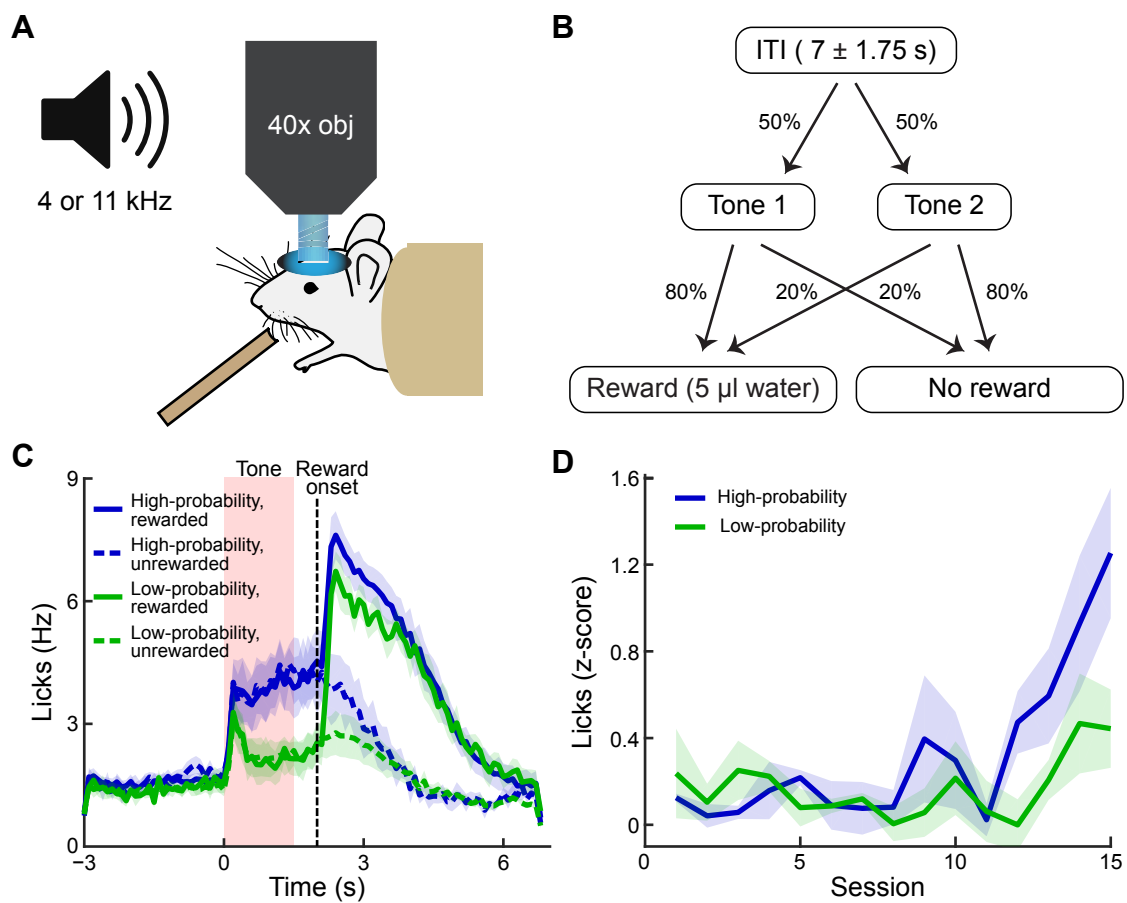 A
4 or 11 kHz
40x obj
B
ITI ( 7 ± 1.75 s)
50%
50%
Tone 1
Tone 2
80%
20%
20%
80%
Reward (5 µl water)
No reward
C
Tone
Reward
onset
High-probability,
rewarded
High-probability,
unrewarded
Low-probability,
rewarded
Low-probability,
unrewarded
Licks (Hz)
9
6
3
0
−3
0
3
6
Time (s)
D
High-probability
Low-probability
Licks (z-score)
1.6
1.2
0.8
0.4
0
0
5
10
15
Session